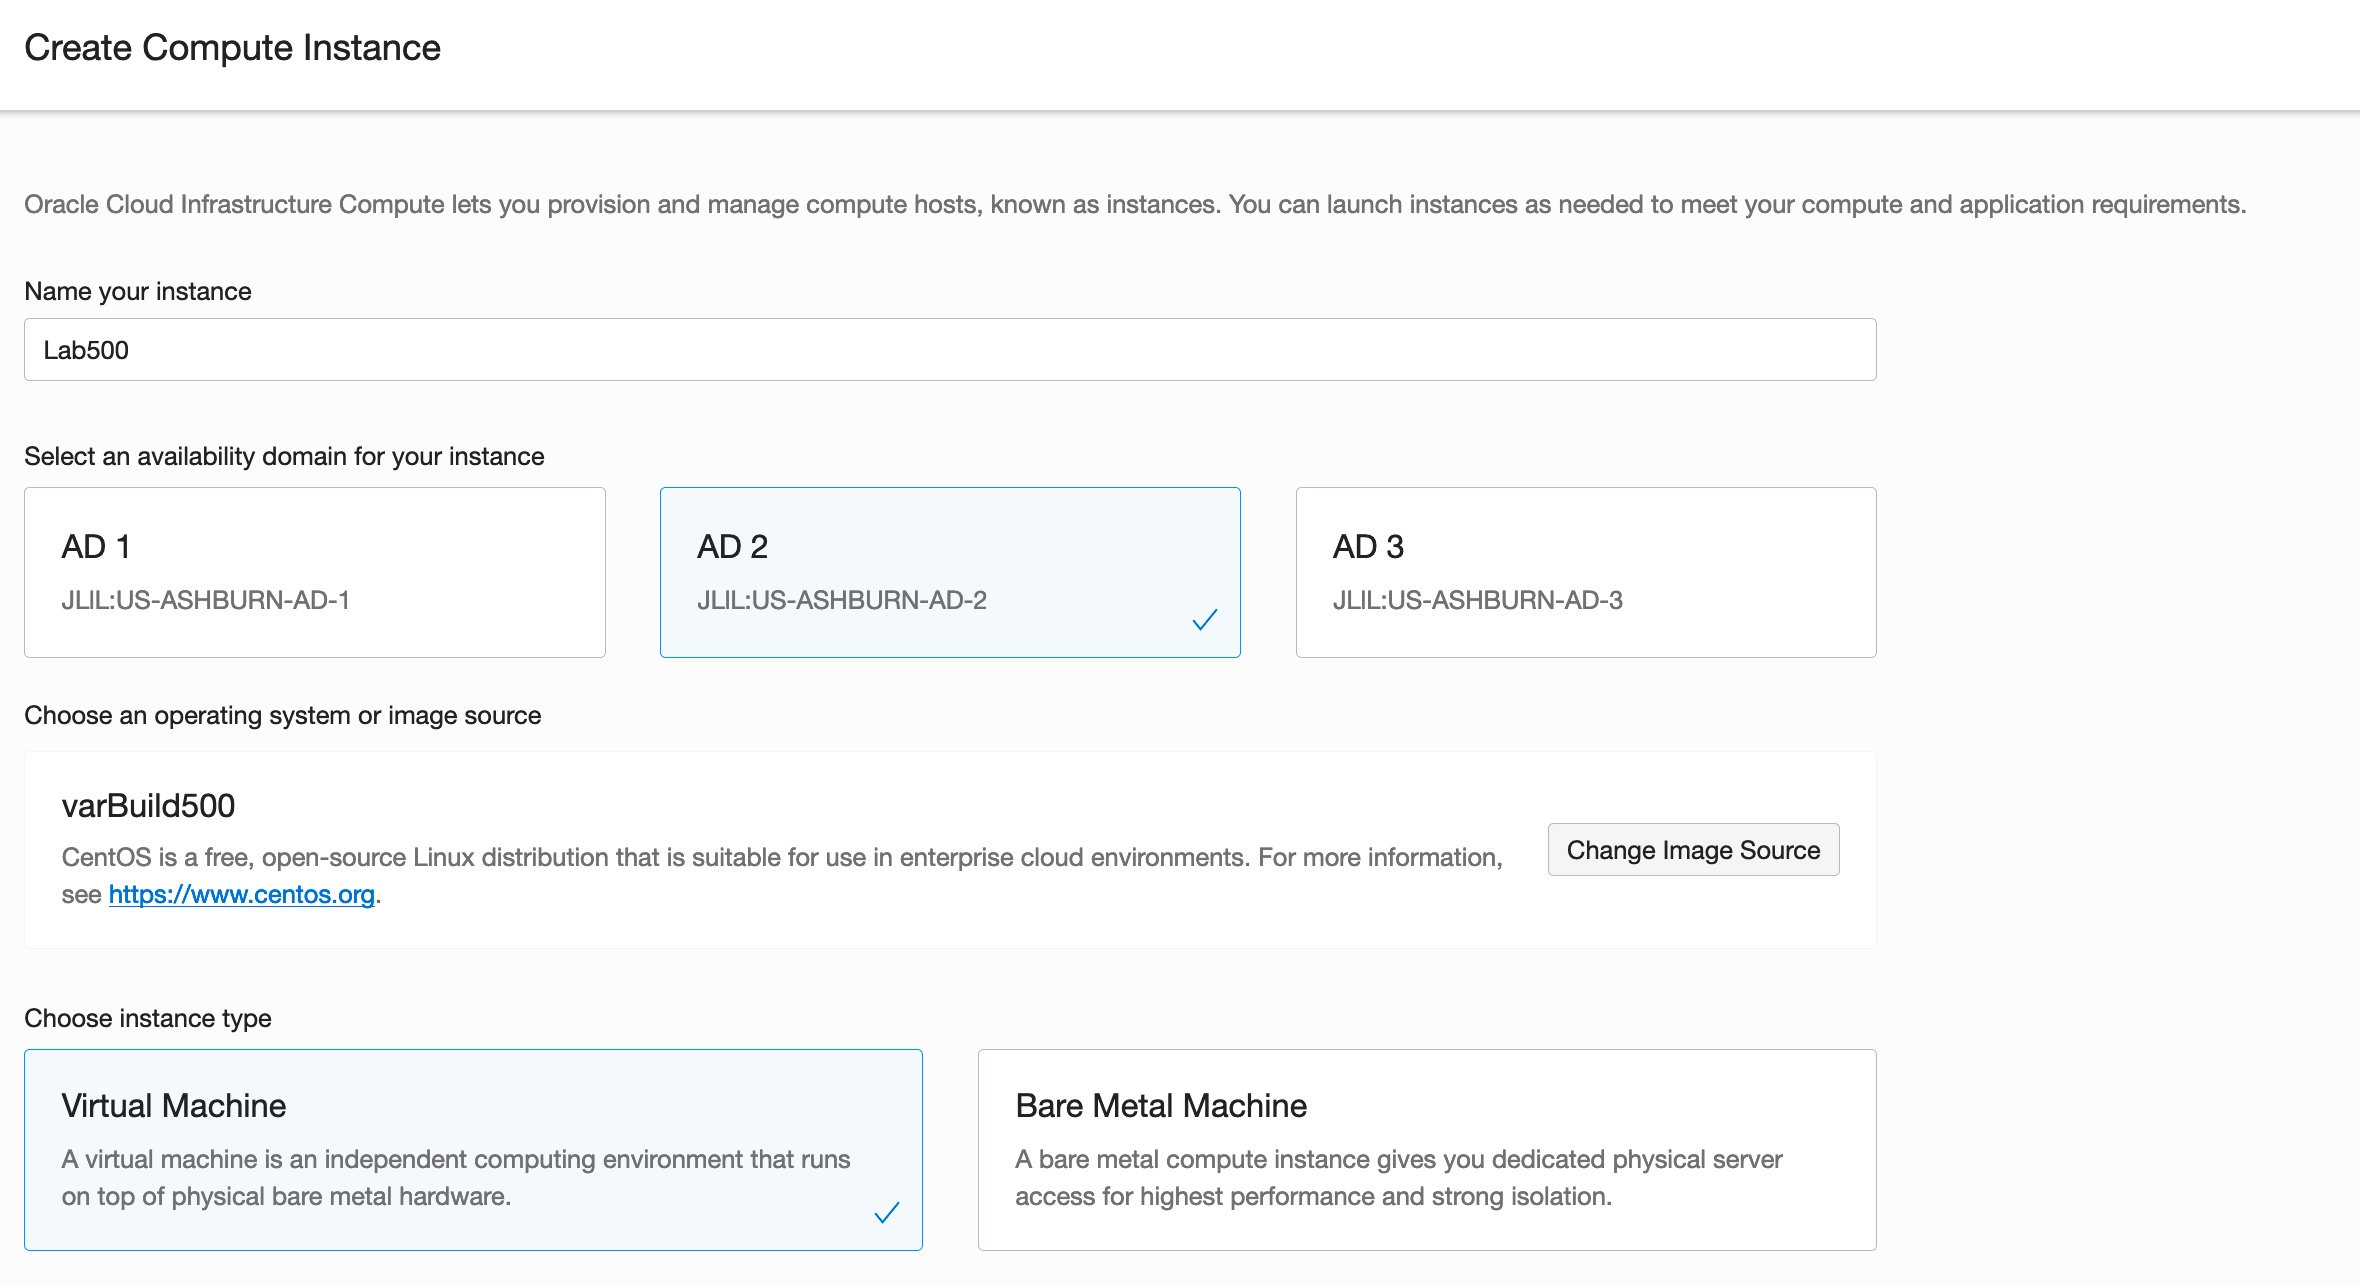 Create Compute Instance
Oracle Cloud Infrastructure Compute lets you provision and manage compute hosts, known as instances. You can launch instances as needed to meet your compute and application requirements.
Name your instance
Lab500
Select an availability domain for your instance
AD 1
JLIL:US-ASHBURN-AD-1
AD 2
JLIL:US-ASHBURN-AD-2
AD 3
JLIL:US-ASHBURN-AD-3
Choose an operating system or image source
varBuild500
CentOS is a free, open-source Linux distribution that is suitable for use in enterprise cloud environments. For more information,
see https://www.centos.org.
Change Image Source
Choose instance type
Virtual Machine
A virtual machine is an independent computing environment that runs
on top of physical bare metal hardware.
Bare Metal Machine
A bare metal compute instance gives you dedicated physical server
access for highest performance and strong isolation.